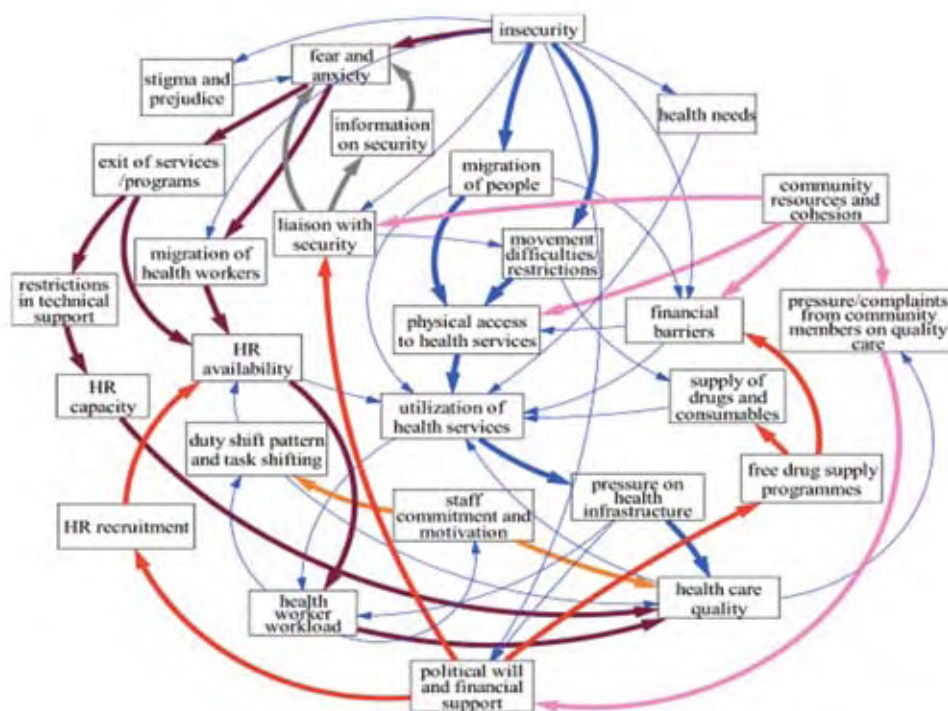 insecurity
fear and
anxiety
stigma and
prejudice
information
on security
health needs
exit of services
/programs
migration
of people
community
resources and
cohesion
liaison with
security
movement
difficulties/
restrictions
migration of
health workers
restrictions
in technical
support
physical access
to health services
financial
barriers
pressure/complaints
from community
members on quality
care
HR
availability
HR
capacity
utilization of
health services
supply of
drugs and
consumables
duty shift pattern
and task shifting
staff
commitment and
motivation
pressure on
health
infrastructure
free drug supply
programmes
HR recruitment
health
worker
workload
health care
quality
political will
and financial
support